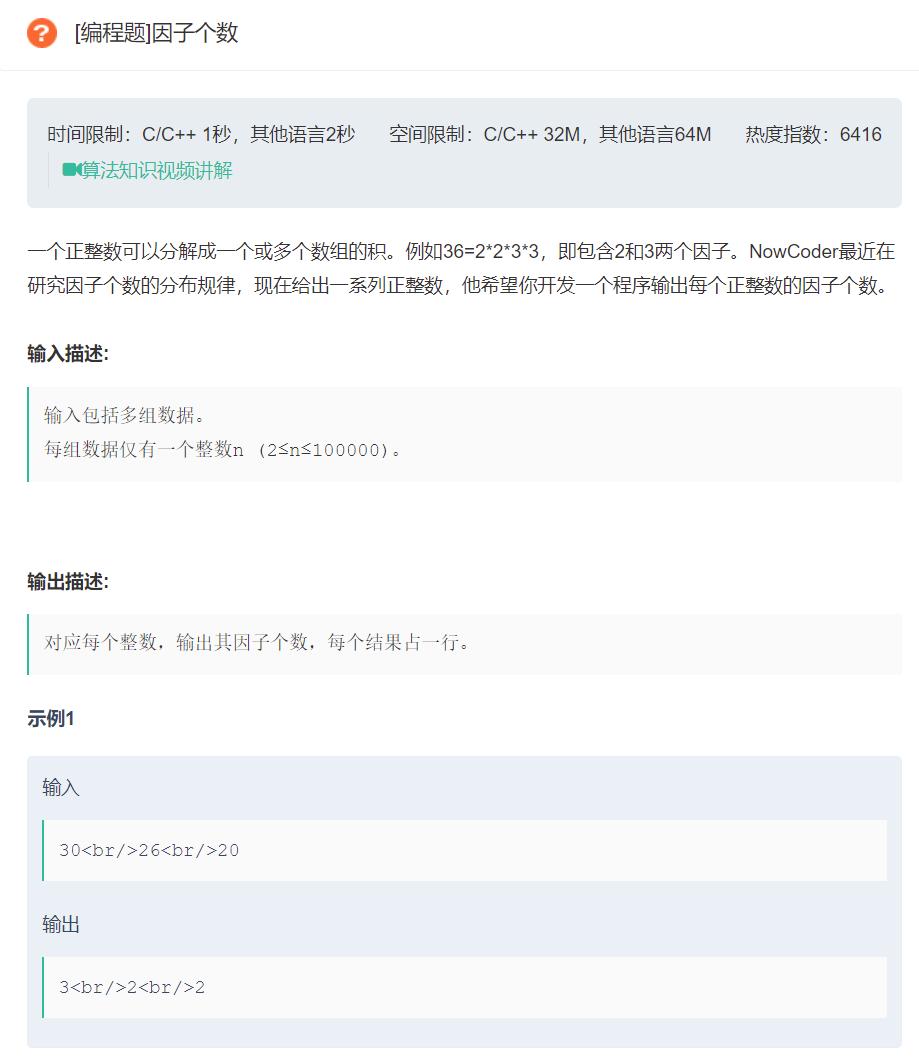 ?
[编程题]因子个数
时间限制：C/C++ 1秒，其他语言2秒 空间限制：C/C++ 32M，其他语言64M 热度指数：6416
算法知识视频讲解
一个正整数可以分解成一个或多个数组的积。例如36=2*2*3*3，即包含2和3两个因子。NowCoder最近在
研究因子个数的分布规律，现在给出一系列正整数，他希望你开发一个程序输出每个正整数的因子个数。
输入描述:
输入包括多组数据。
每组数据仅有一个整数n (2≤n≤100000)。
输出描述:
对应每个整数，输出其因子个数，每个结果占一行。
示例1
输入
30<br/>26<br/>20
输出
3<br/>2<br/>2